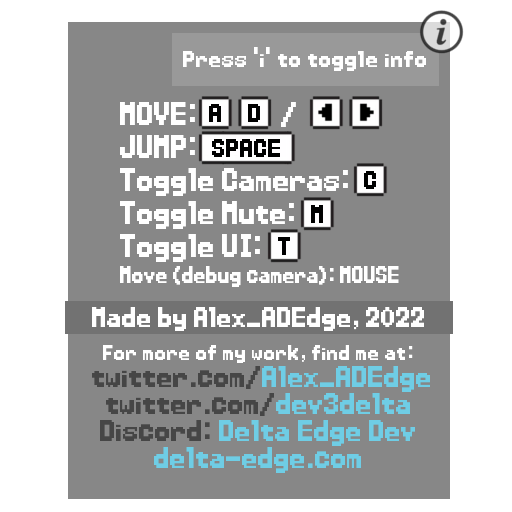 i
Press 'i' to toggle info
MOVE: A D / ◀ ▶
JUMP: SPACE
Toggle Cameras: C
Toggle Mute: M
Toggle UI: T
Move (debug camera): MOUSE
Made by Alex_ADEdge, 2022
For more of my work, find me at:
twitter.com/Alex_ADEdge
twitter.com/dev3delta
Discord: Delta Edge Dev
delta-edge.com